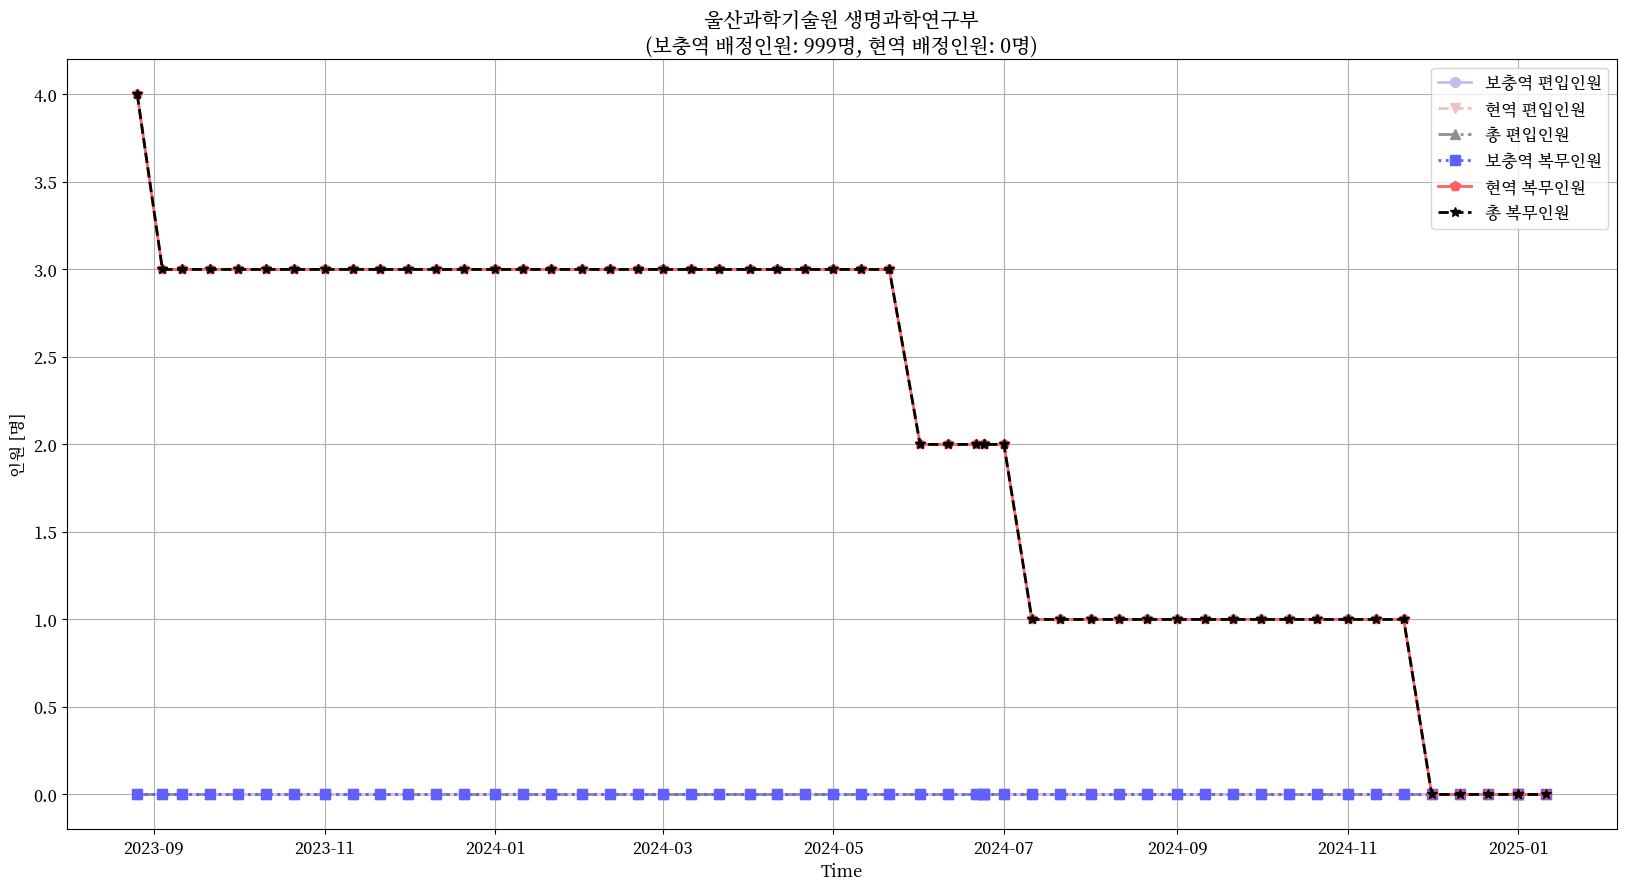 울산과학기술원 생명과학연구부
(보충역 배정인원: 999명, 현역 배정인원: 0명)
보충역 편입인원
현역 편입인원
총 편입인원
보충역 복무인원
현역 복무인원
총 복무인원
인원 [명]
4.0
3.5
3.0
2.5
2.0
1.5
1.0
0.5
0.0
2023-09 2023-11 2024-01 2024-03 2024-05 2024-07 2024-09 2024-11 2025-01
Time